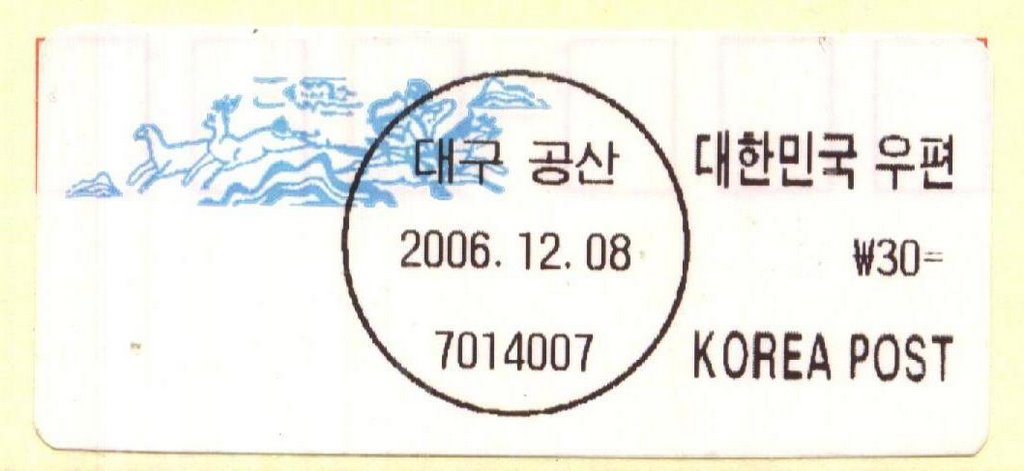 대구 공산
2006. 12. 08
7014007
대한민국 우편
₩30=
KOREA POST